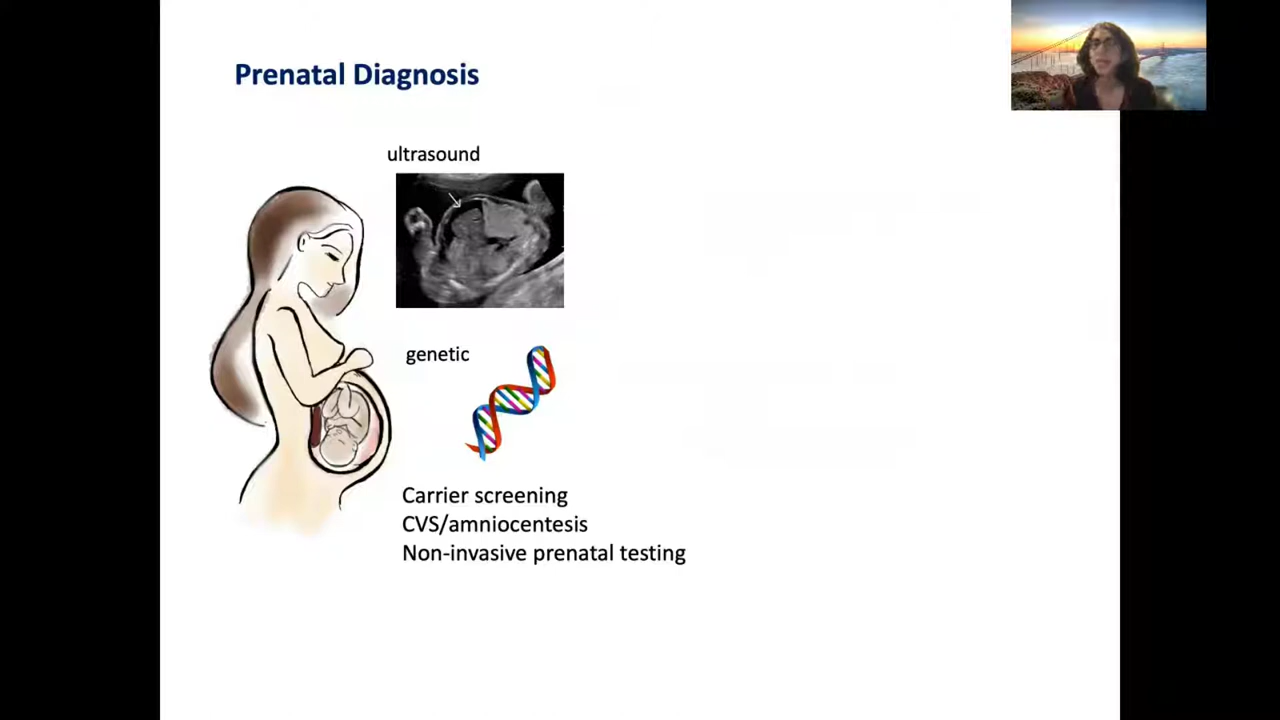 Prenatal Diagnosis
ultrasound
genetic
Carrier screening
CVS/amniocentesis
Non-invasive prenatal testing